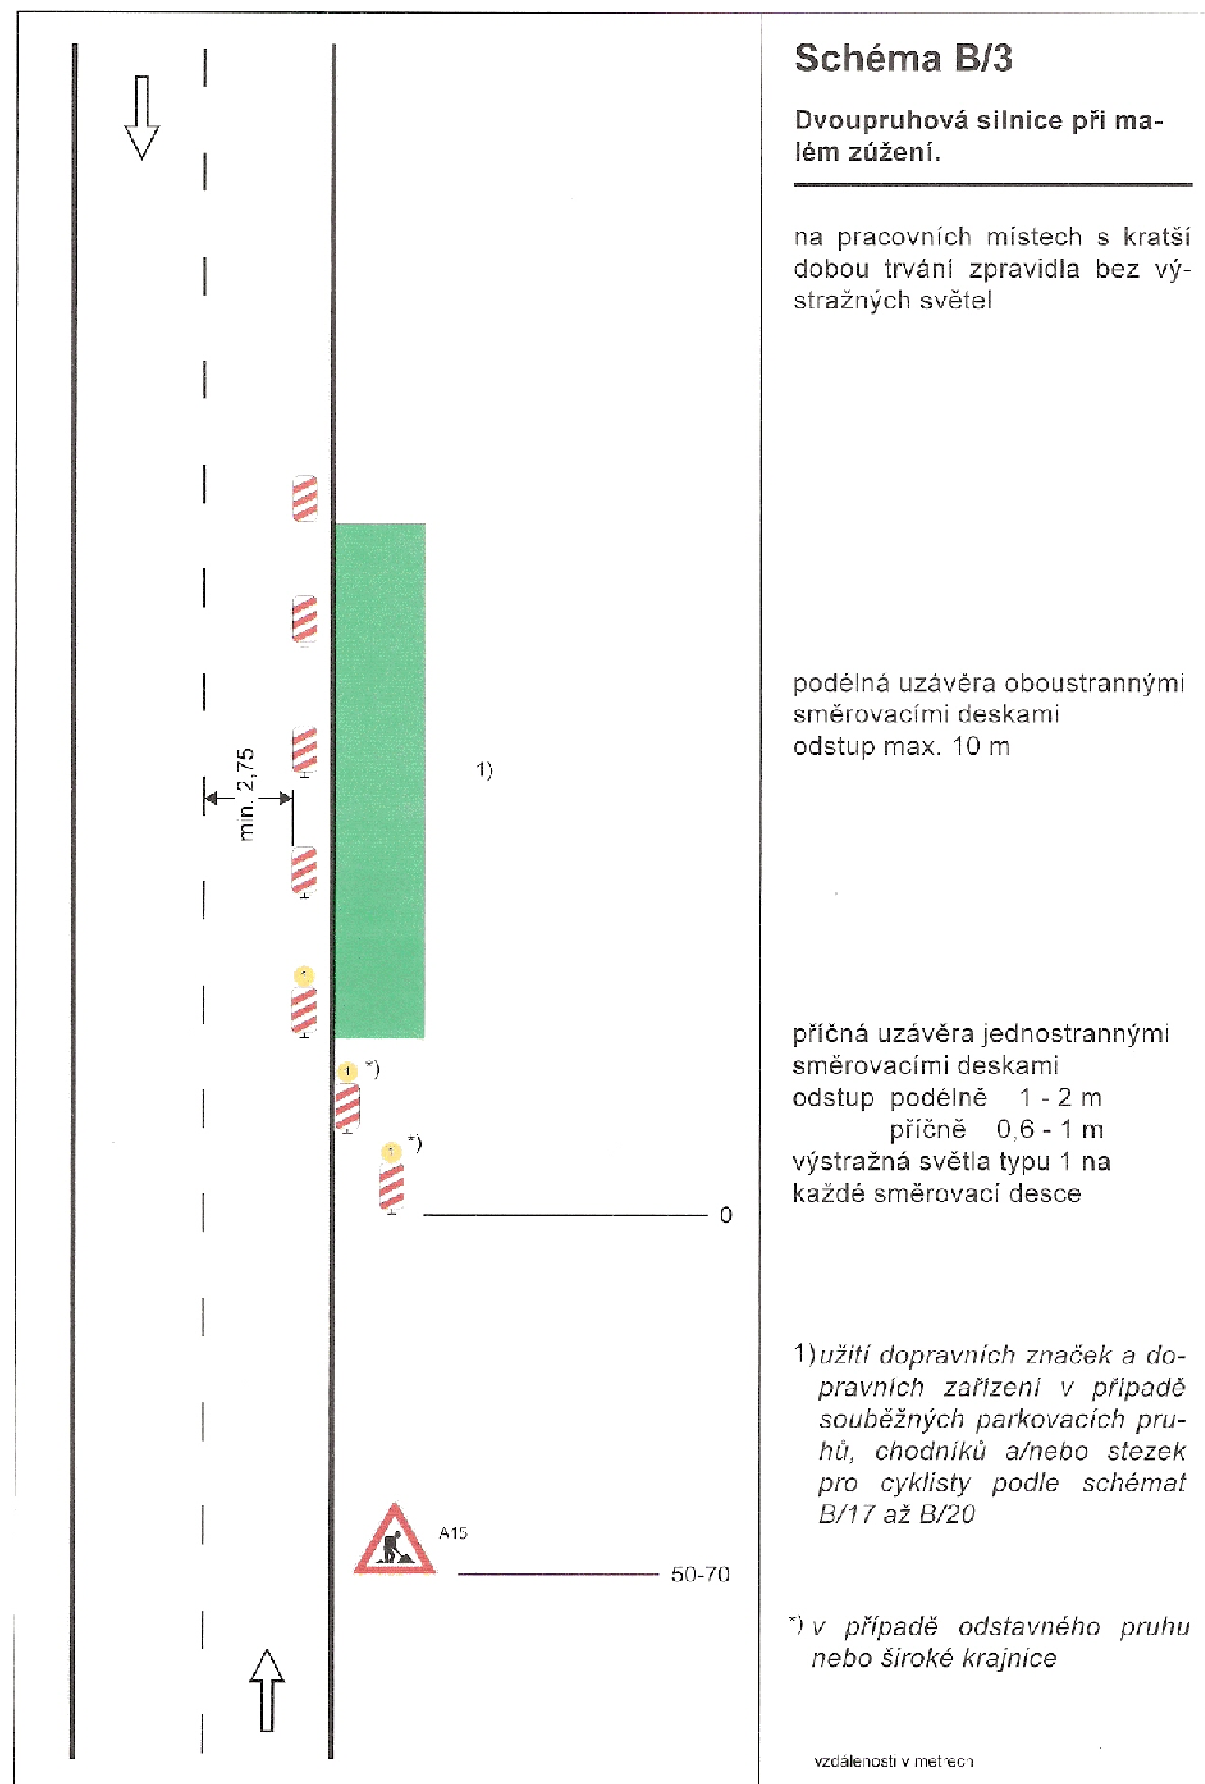 Schéma B/3
Dvoupruhová silnice při ma-
lém zúžení.
na pracovních místech s kratší
dobou trvání zpravidla bez vý-
stražných světel
podélná uzávěra oboustrannými
směrovacími deskami
odstup max. 10 m
min. 2,75
1)
příčná uzávěra jednostrannými
směrovacími deskami
odstup podélně 1 - 2 m
příčně 0,6 - 1 m
výstražná světla typu 1 na
každé směrovací desce
1
1 *)
1 *)
0
1) užití dopravních značek a do-
pravních zařízení v případě
souběžných parkovacích pru-
hů, chodníků a/nebo stezek
pro cyklisty podle schémat
B/17 až B/20
A15
50-70
*) v případě odstavného pruhu
nebo široké krajnice
vzdálenosti v metrech